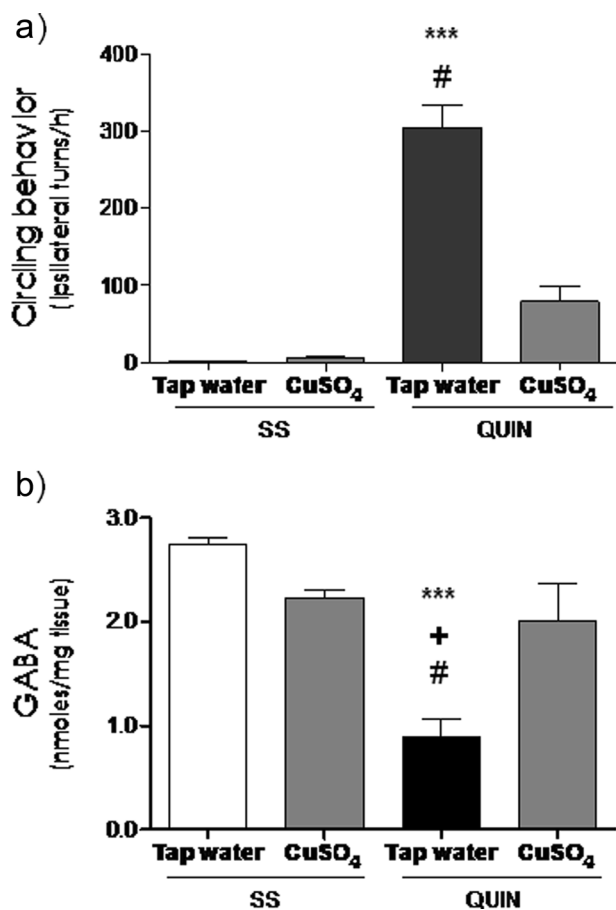 a)
Circling behavior
(ipsilateral turns/h)
400
300
200
100
0
***
#
Tap water CuSO4 Tap water CuSO4
SS QUIN
b)
GABA
(nmoles/mg tissue)
3.0
2.0
1.0
0.0
***
+
#
Tap water CuSO4 Tap water CuSO4
SS QUIN